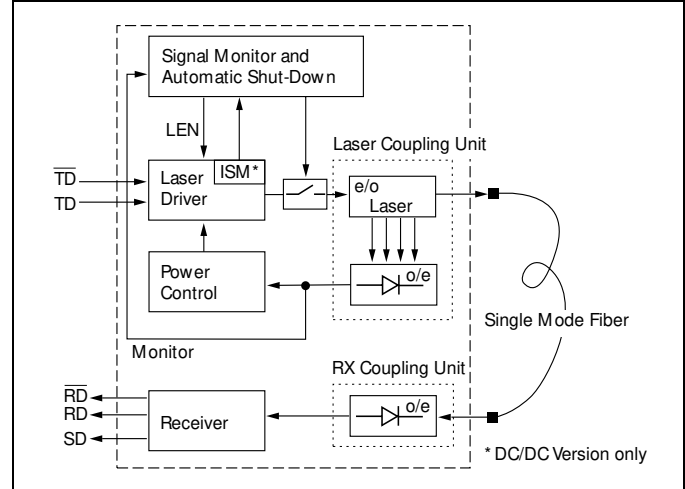 Signal Monitor and
Automatic Shut-Down
LEN
Laser Coupling Unit
TD
TD
Laser
Driver
ISM*
e/o
Laser
Power
Control
o/e
Single Mode Fiber
Monitor
RX Coupling Unit
RD
RD
SD
Receiver
o/e
* DC/DC Version only